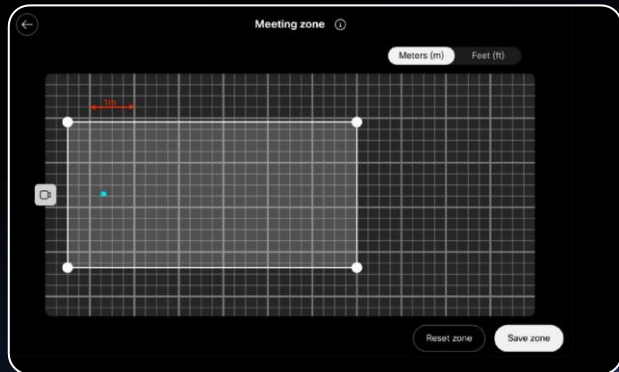 Meeting zone
Meters (m) Feet (ft)
1m
Reset zone Save zone